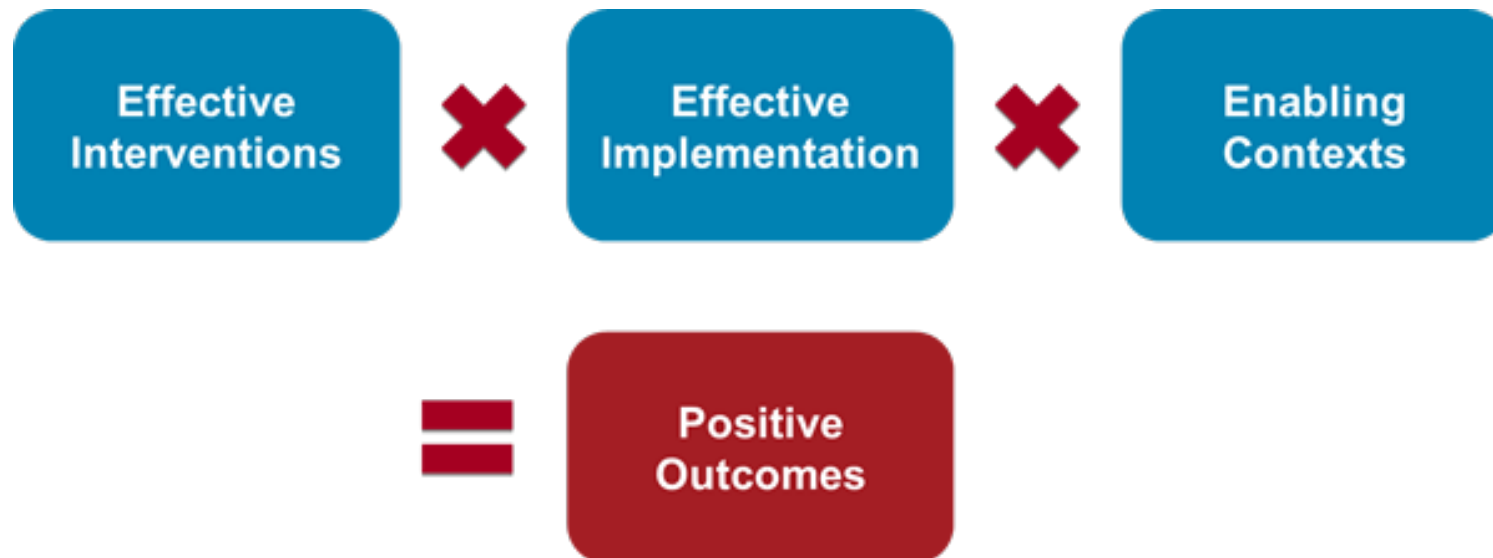 Effective
Interventions
Effective
Implementation
Enabling
Contexts
Positive
Outcomes